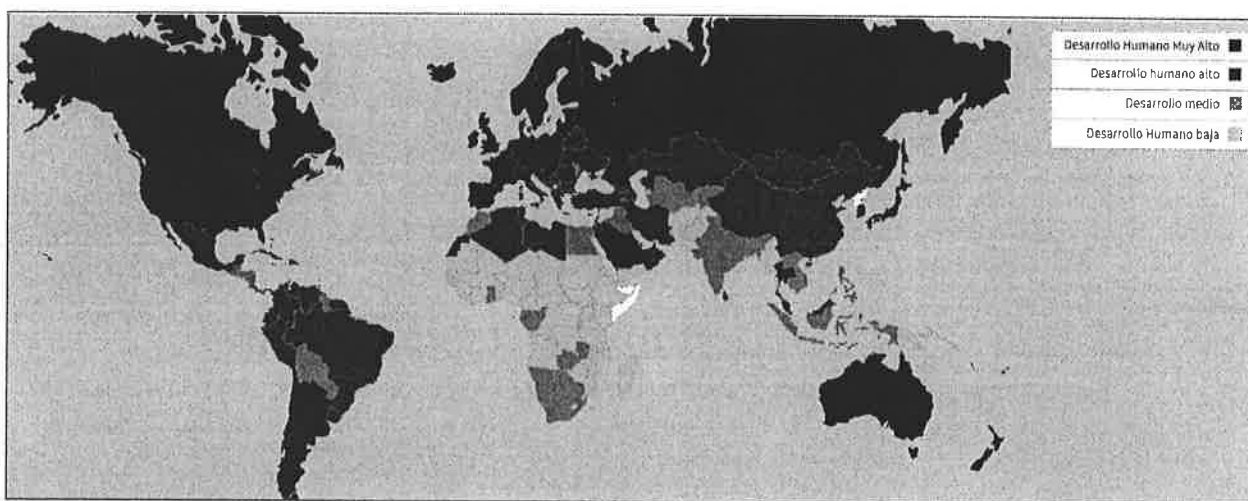 Desarrollo Humano Muy Alto
Desarrollo humano alto
Desarrollo medio
Desarrollo Humano baja